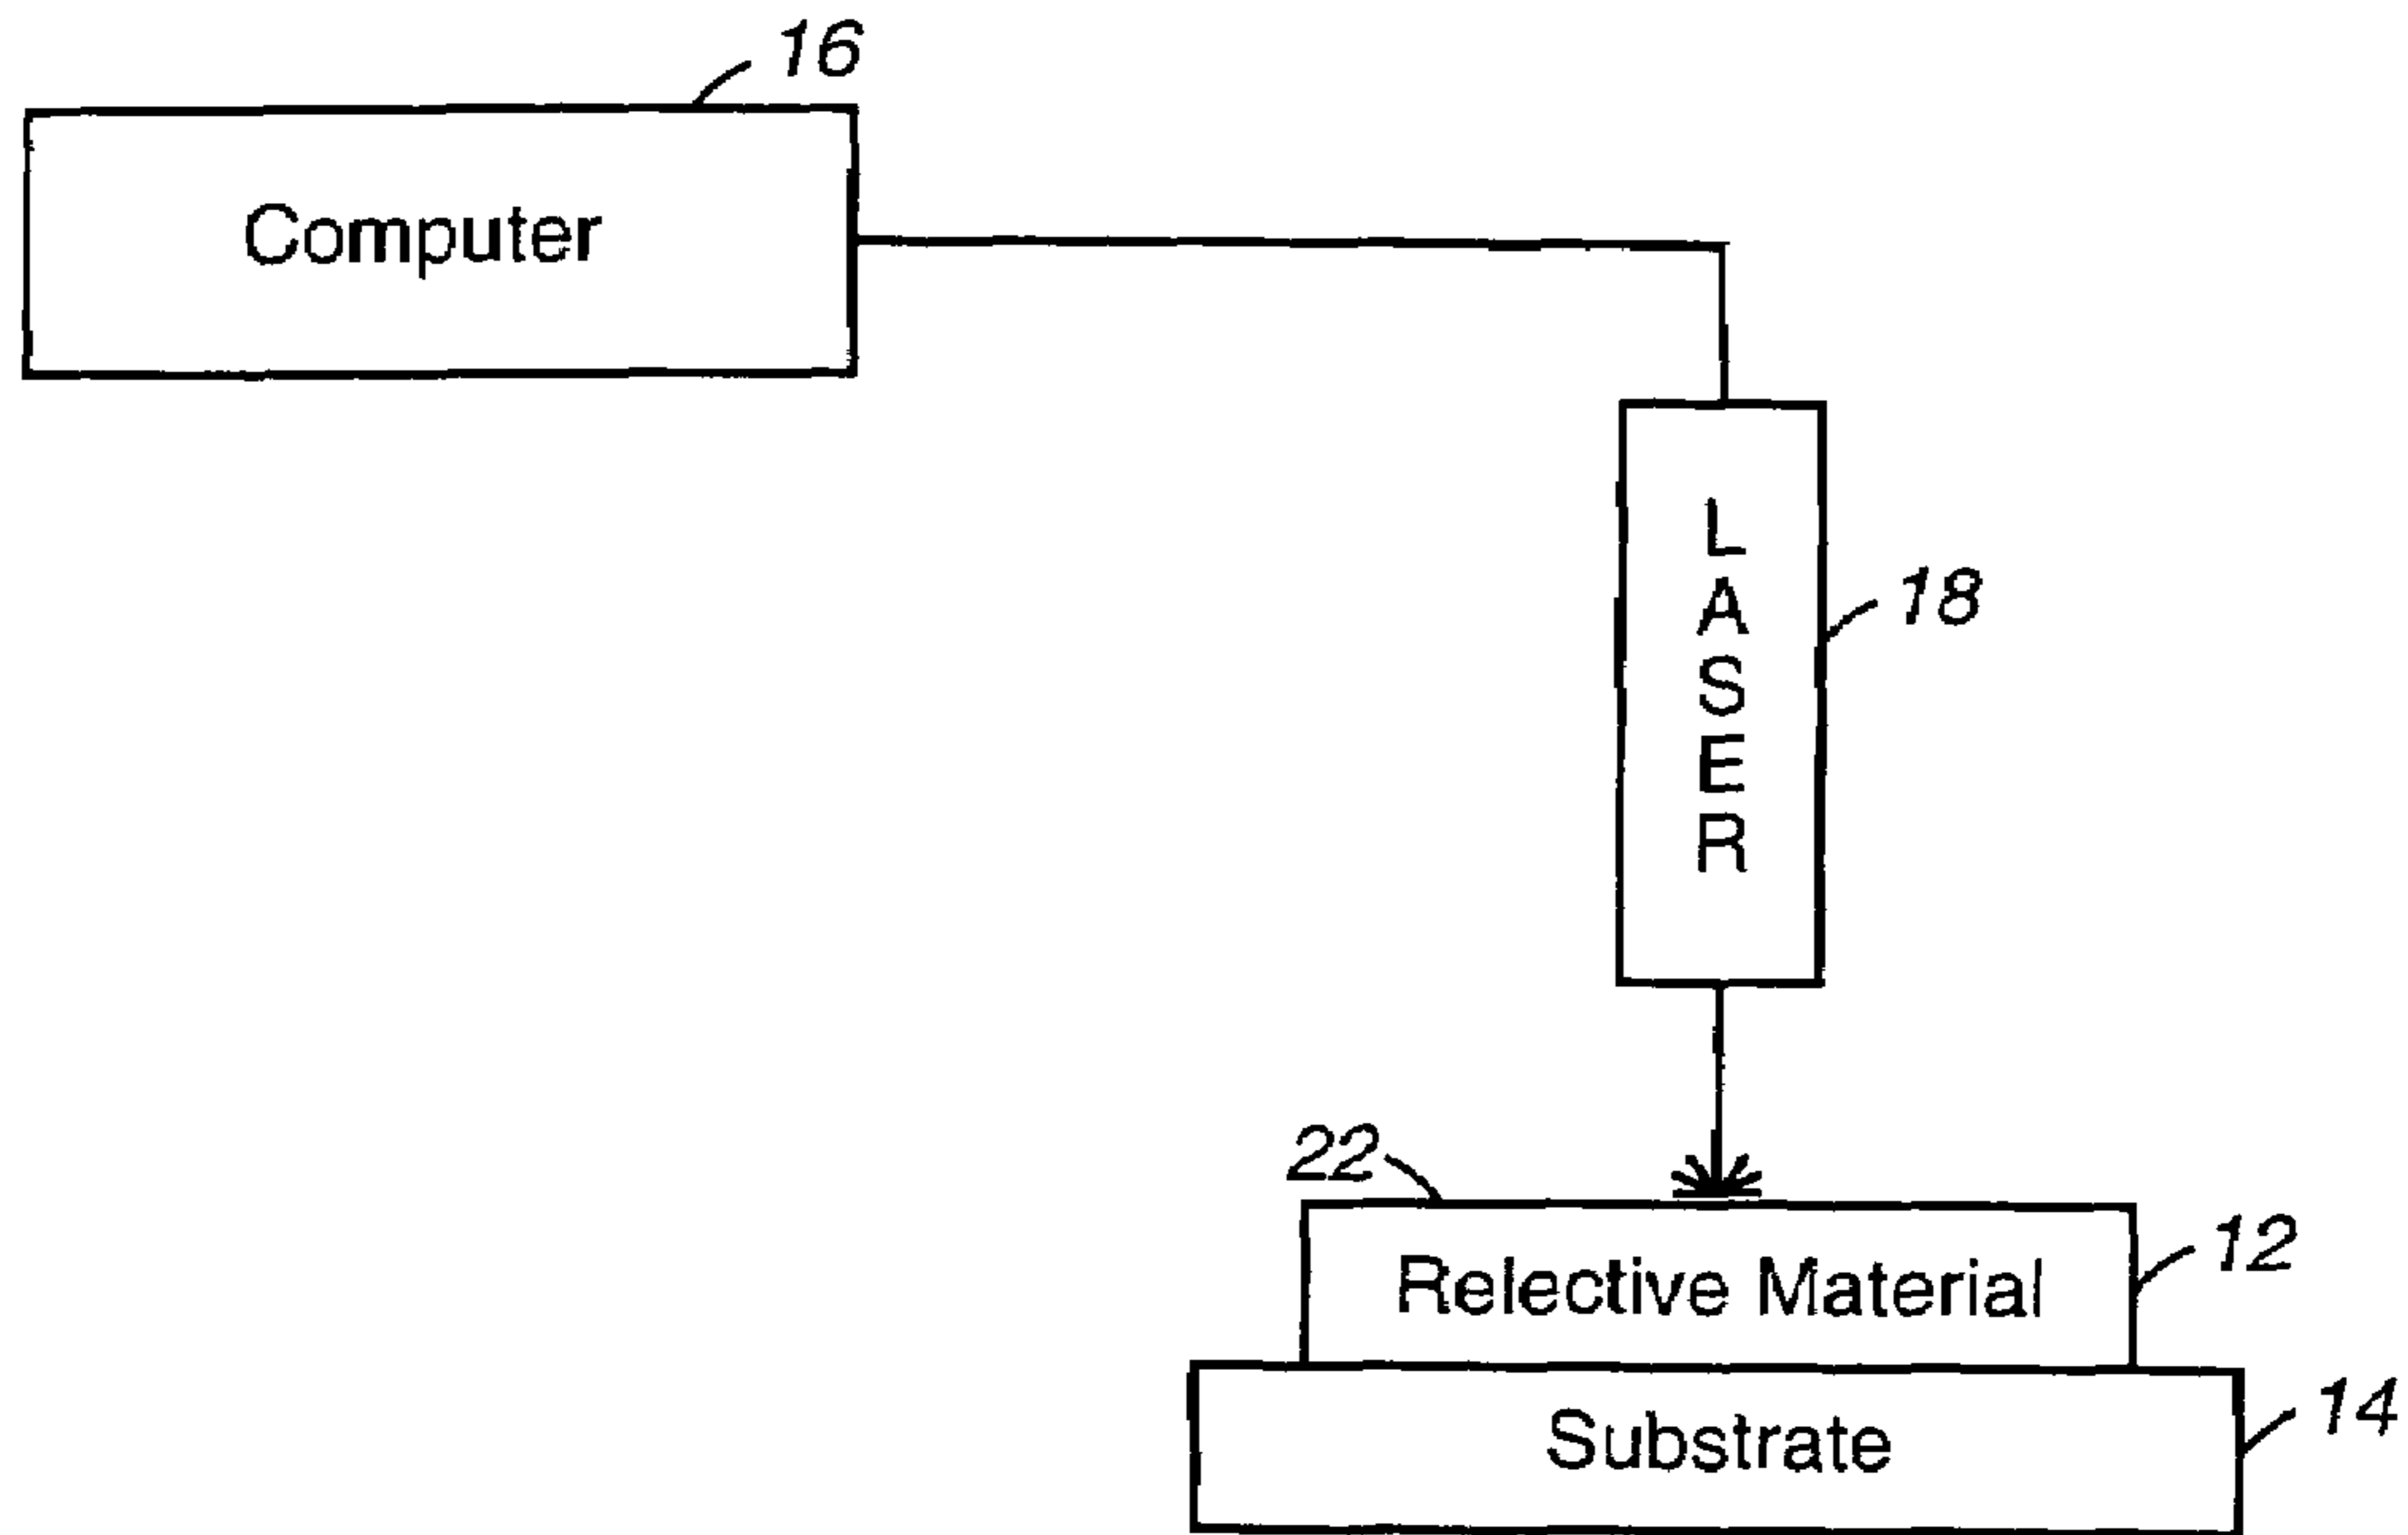 16
Computer
LASER
18
22
Relective Material
12
Substrate
14